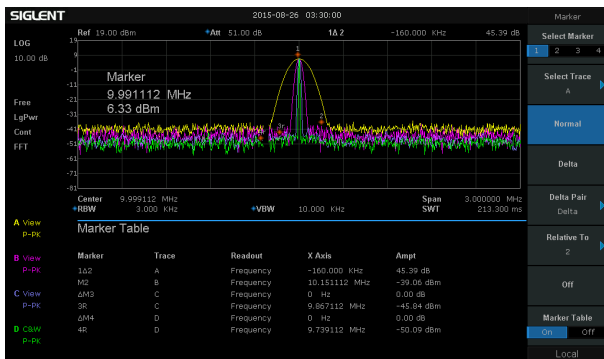 SIGLENT 2015-08-26 03:30:00 Marker
Ref 19.00 dBm *Att 51.00 dB 1Δ 2 -160.000 KHz 45.39 dB
LOG
10.00 dB
Free
LgPwr
Cont
FFT
19
9
-1
-11
-21
-31
-41
-51
-61
-71
-81
1
2
3R
Marker
9.991112 MHz
6.33 dBm
Center 9.999112 MHz Span 3.000000 MHz
*RBW 3.000 KHz *VBW 10.000 KHz SWT 213.300 ms
A View
P-PK
B View
P-PK
C View
P-PK
D C&W
P-PK
Marker Table
Marker Trace Readout X Axis Ampt
1Δ2 A Frequency -160.000 KHz 45.39 dB
M2 B Frequency 10.151112 MHz -39.06 dBm
ΔM3 C Frequency 0 Hz 0.00 dB
3R C Frequency 9.867112 MHz -45.84 dBm
ΔM4 D Frequency 0 Hz 0.00 dB
4R D Frequency 9.739112 MHz -50.09 dBm
Select Marker
1 2 3 4
Select Trace
A
Normal
Delta
Delta Pair
Delta
Relative To
2
Off
Marker Table
On Off
Local